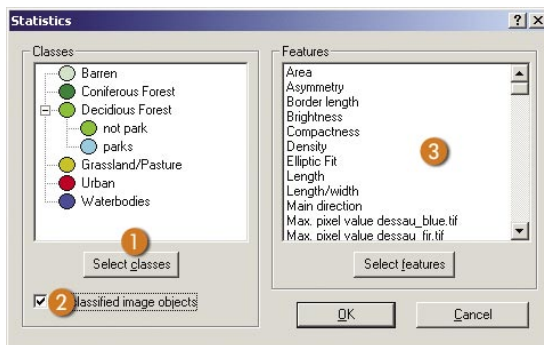 Statistics
Classes
Barren
Coniferous Forest
Decidious Forest
not park
parks
Grassland/Pasture
Urban
Waterbodies
1
Select classes
2
classified image objects
Features
Area
Asymmetry
Border length
Brightness
Compactness
Density
Elliptic Fit
Length
Length/width
Main direction
Max. pixel value dessau_blue.tif
Max. pixel value dessau_fir.tif
3
Select features
OK
Cancel